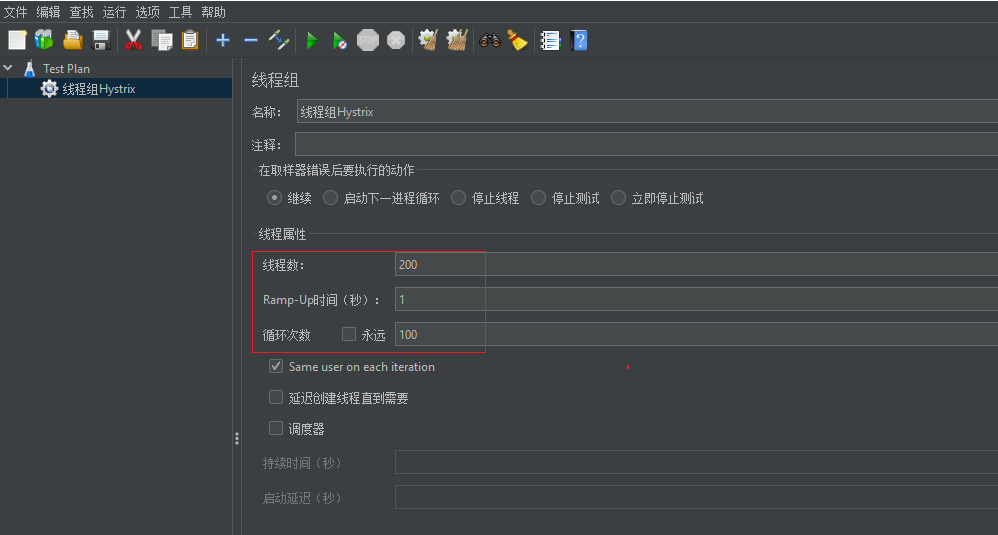 文件 编辑 查找 运行 选项 工具 帮助
STOP
Test Plan
线程组Hystrix
线程组
名称： 线程组Hystrix
注释：
在取样器错误后要执行的动作
继续 启动下一进程循环 停止线程 停止测试 立即停止测试
线程属性
线程数： 200
Ramp-Up时间（秒）： 1
循环次数 永远 100
Same user on each iteration
延迟创建线程直到需要
调度器
持续时间（秒）
启动延迟（秒）